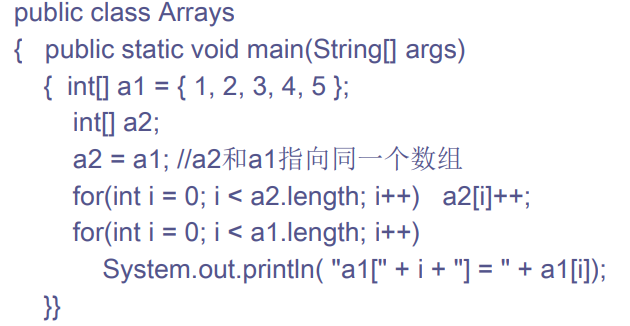 public class Arrays
{ public static void main(String[] args)
{ int[] a1 = { 1, 2, 3, 4, 5 };
int[] a2;
a2 = a1; //a2和a1指向同一个数组
for(int i = 0; i < a2.length; i++) a2[i]++;
for(int i = 0; i < a1.length; i++)
System.out.println( "a1[" + i + "] = " + a1[i]);
}}